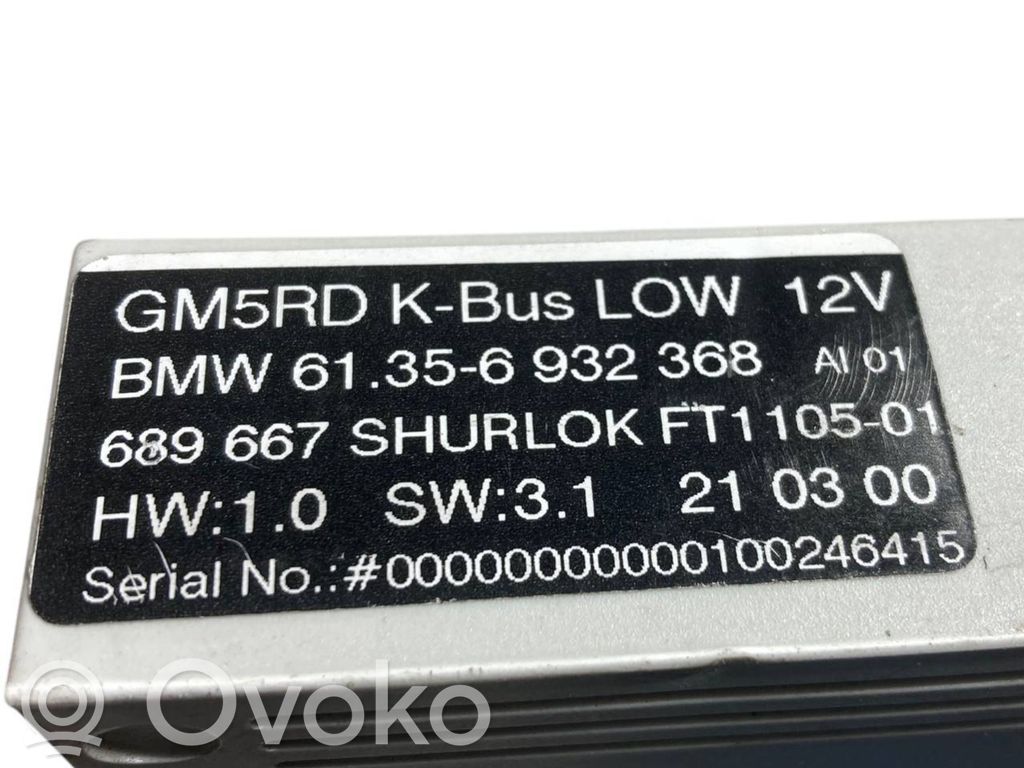 GM5RD K-Bus LOW 12V
BMW 61.35-6 932 368 AI 01
689 667 SHURLOK FT1105-01
HW:1.0 SW:3.1 21 03 00
Serial No.:#000000000000100246415
Ovoko